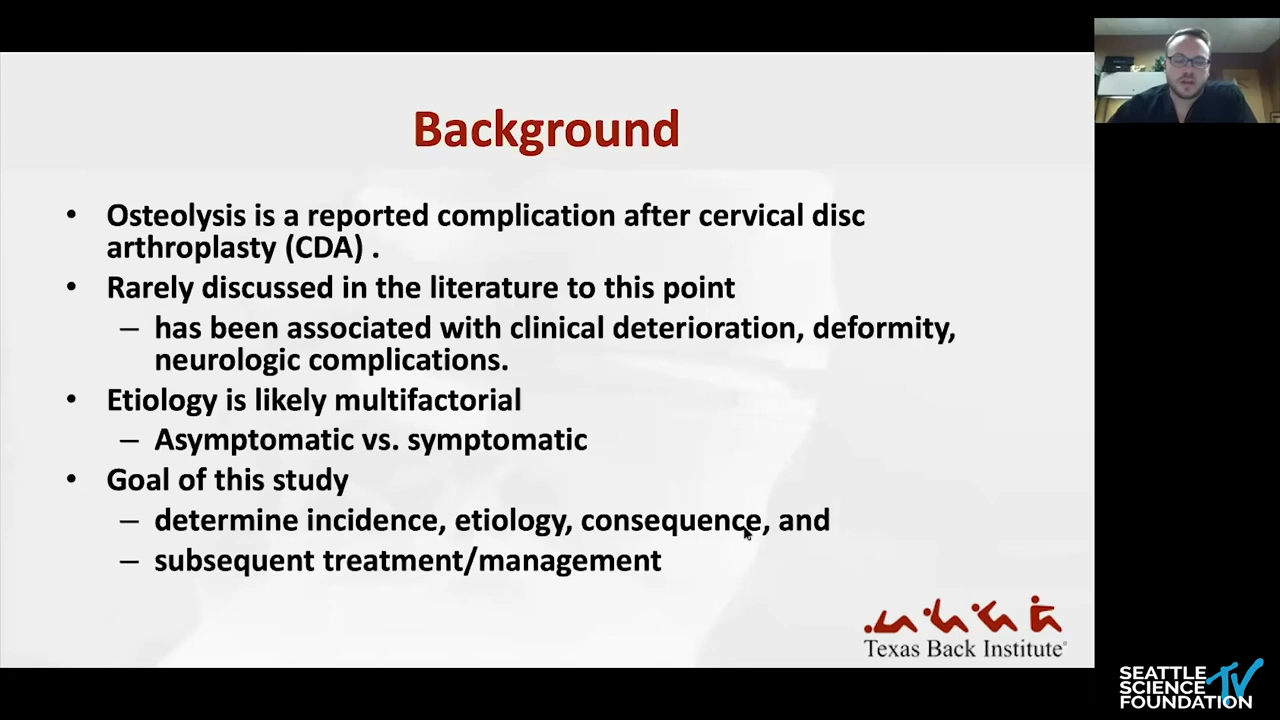 Background
• Osteolysis is a reported complication after cervical disc
arthroplasty (CDA) .
• Rarely discussed in the literature to this point
– has been associated with clinical deterioration, deformity,
neurologic complications.
• Etiology is likely multifactorial
– Asymptomatic vs. symptomatic
• Goal of this study
– determine incidence, etiology, consequence, and
– subsequent treatment/management
Texas Back Institute®
SEATTLE
SCIENCE TV
FOUNDATION